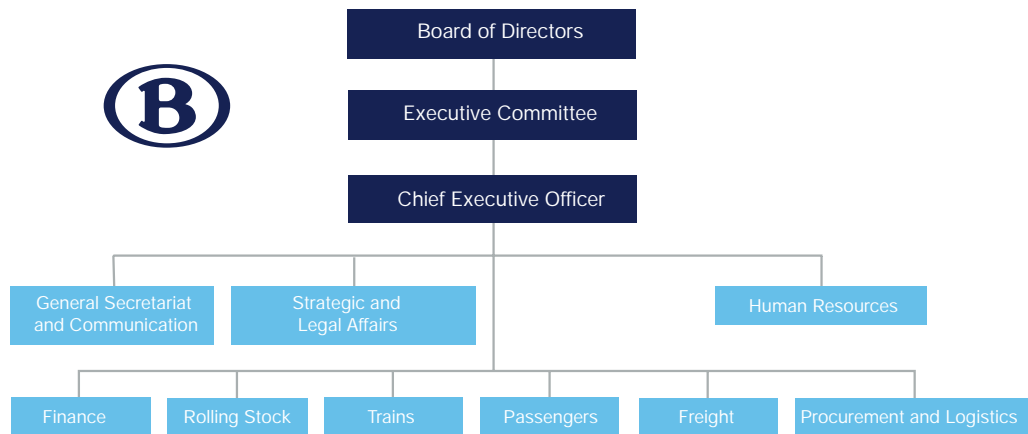 Board of Directors
B
Executive Committee
Chief Executive Officer
General Secretariat
and Communication
Strategic and
Legal Affairs
Human Resources
Finance
Rolling Stock
Trains
Passengers
Freight
Procurement and Logistics